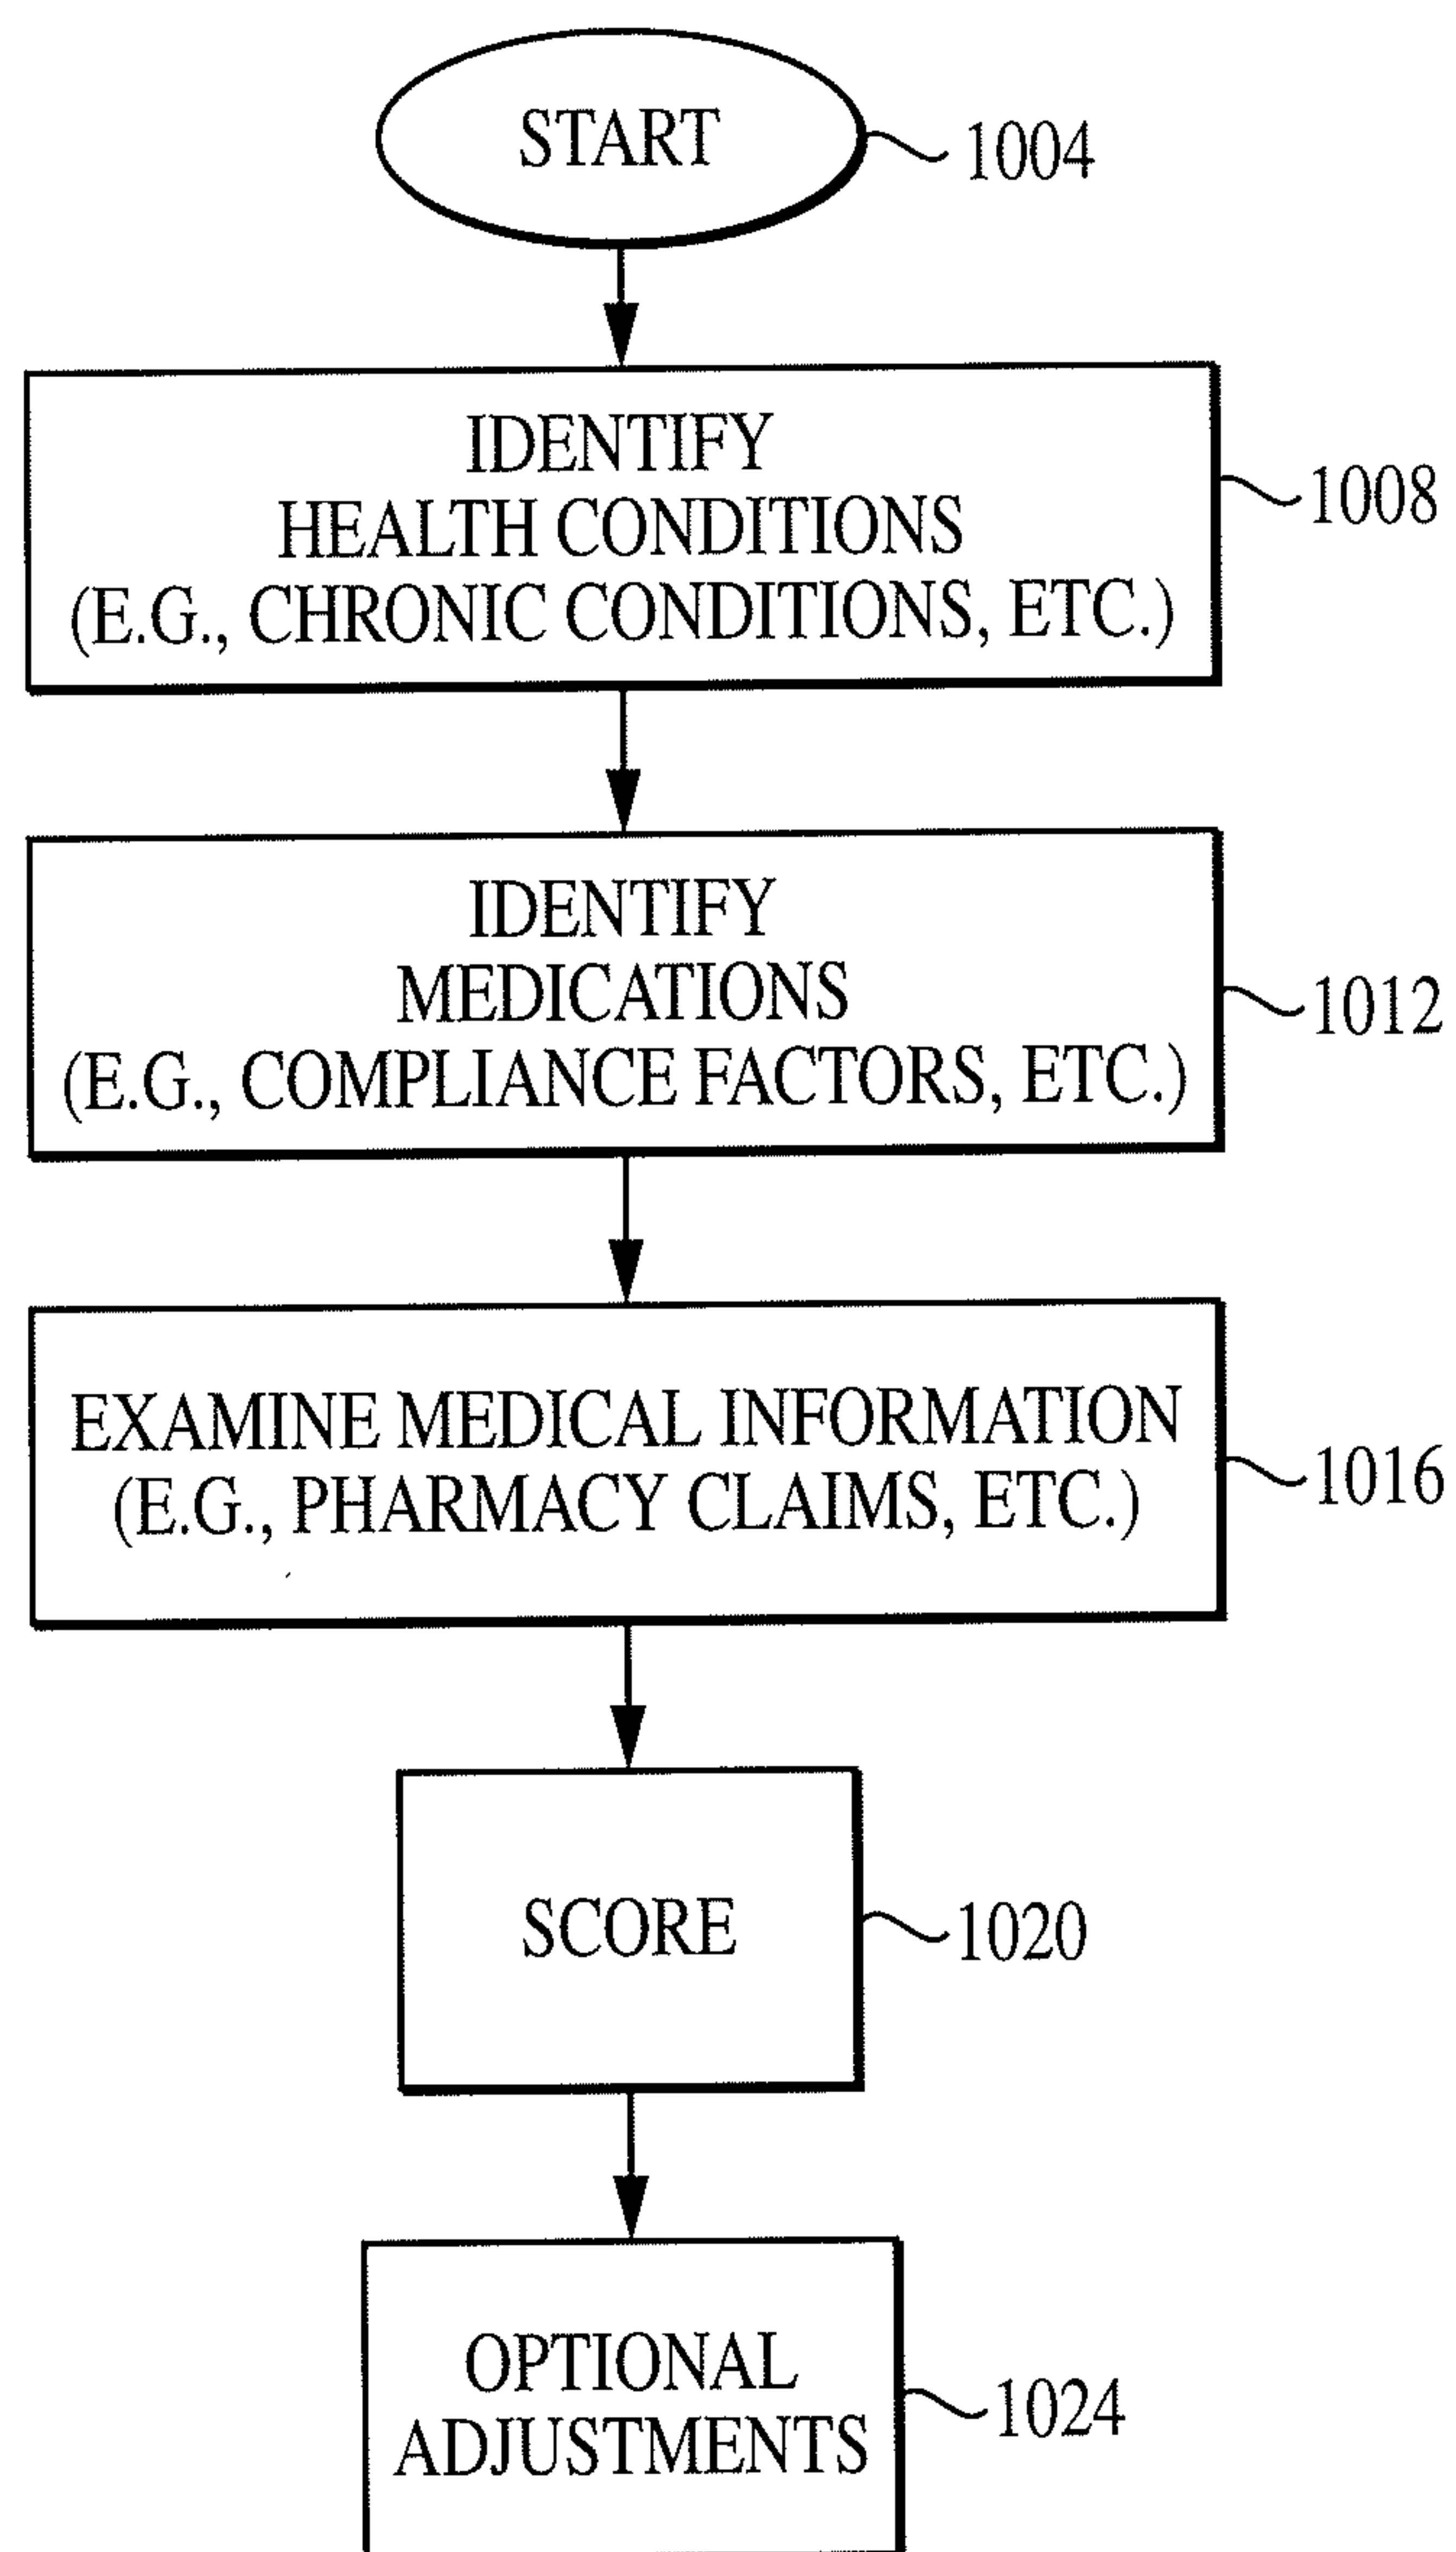 START
1004
IDENTIFY
HEALTH CONDITIONS
(E.G., CHRONIC CONDITIONS, ETC.)
1008
IDENTIFY
MEDICATIONS
(E.G., COMPLIANCE FACTORS, ETC.)
1012
EXAMINE MEDICAL INFORMATION
(E.G., PHARMACY CLAIMS, ETC.)
1016
SCORE
1020
OPTIONAL
ADJUSTMENTS
1024